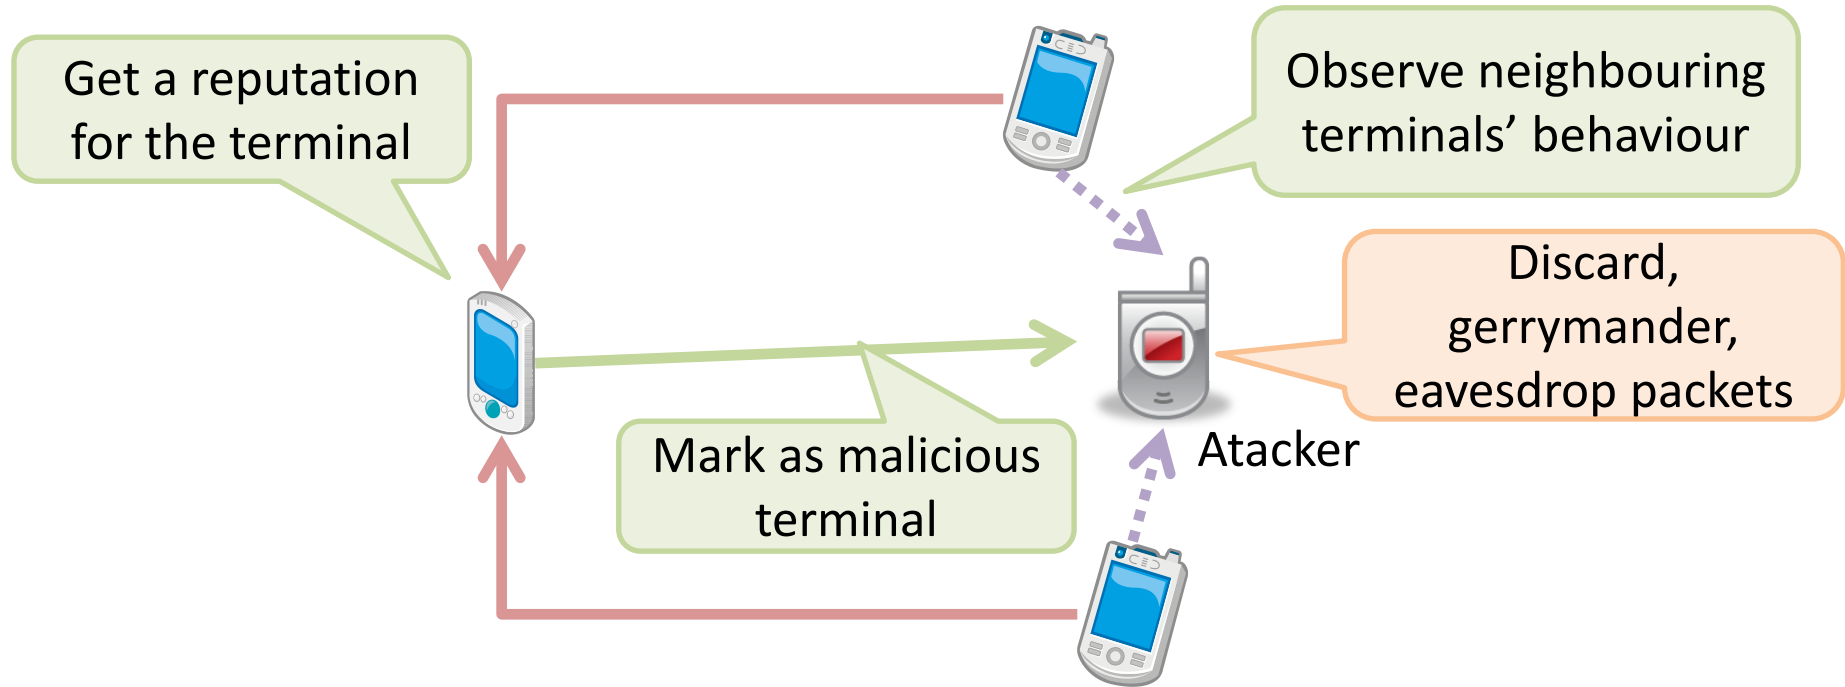 Get a reputation
for the terminal
Observe neighbouring
terminals’ behaviour
Discard,
gerrymander,
eavesdrop packets
Mark as malicious
terminal
Atacker